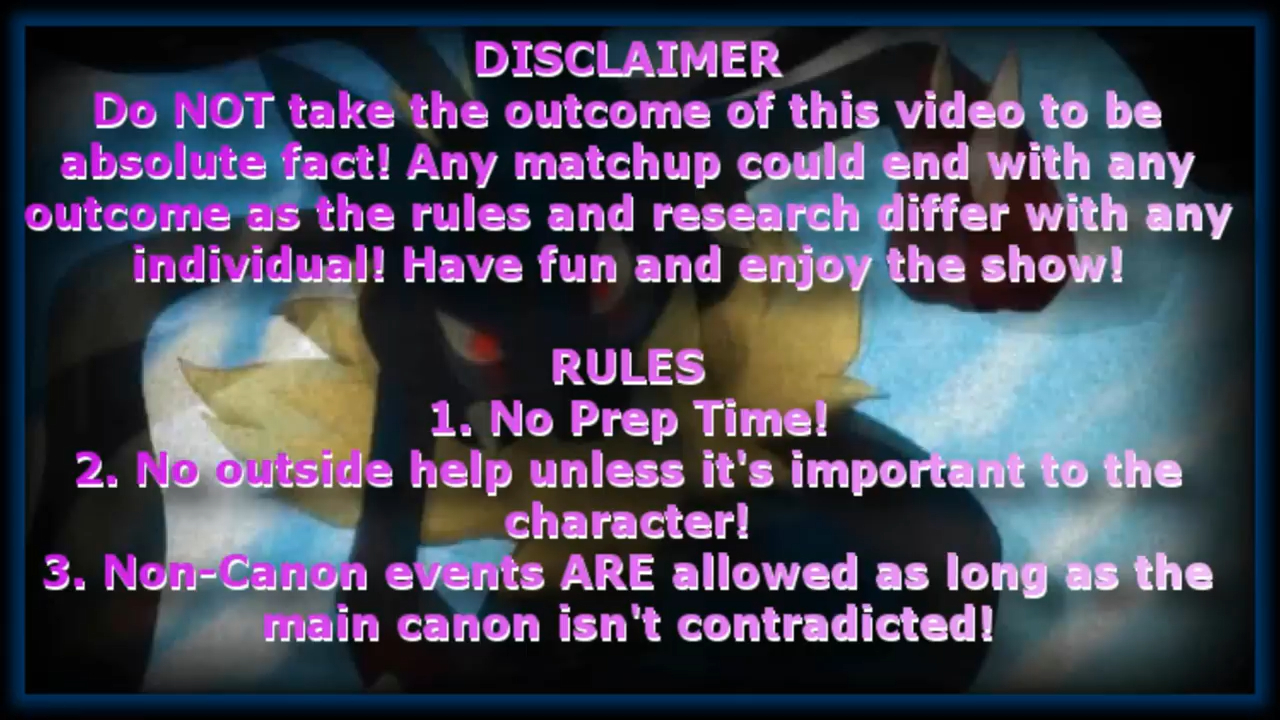 DISCLAIMER
Do NOT take the outcome of this video to be
absolute fact! Any matchup could end with any
outcome as the rules and research differ with any
individual! Have fun and enjoy the show!
RULES
1. No Prep Time!
2. No outside help unless it's important to the
character!
3. Non-Canon events ARE allowed as long as the
main canon isn't contradicted!